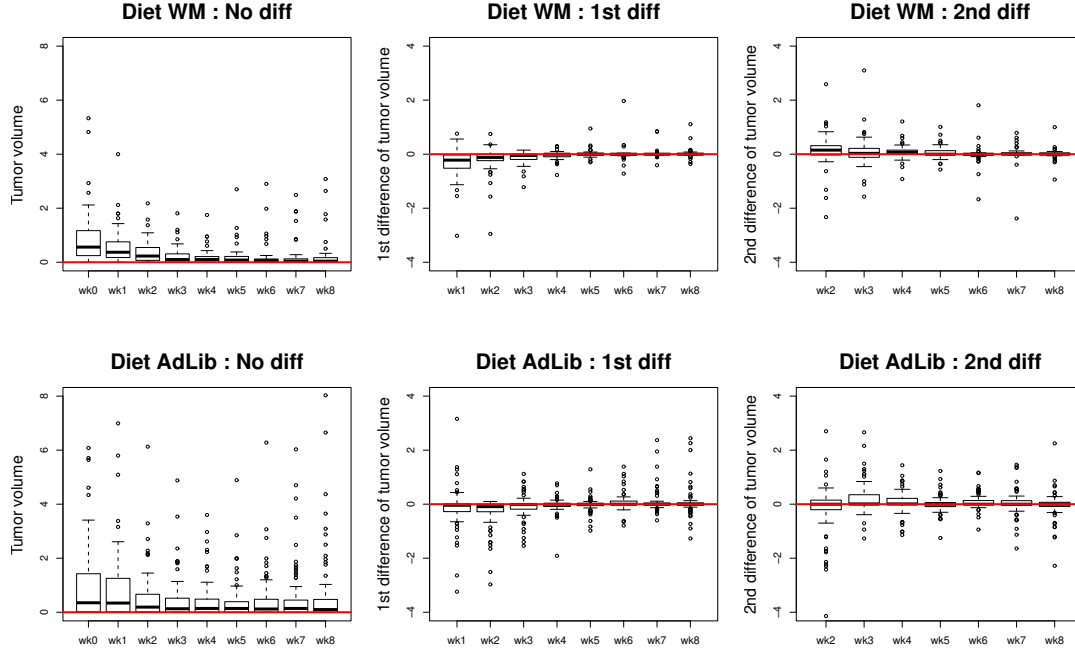 Diet WM : No diff
Diet WM : 1st diff
Diet WM : 2nd diff
Tumor volume
8
6
4
2
0
wk0 wk1 wk2 wk3 wk4 wk5 wk6 wk7 wk8
1st difference of tumor volume
4
2
0
-2
-4
wk1 wk2 wk3 wk4 wk5 wk6 wk7 wk8
2nd difference of tumor volume
4
2
0
-2
-4
wk2 wk3 wk4 wk5 wk6 wk7 wk8
Diet AdLib : No diff
Diet AdLib : 1st diff
Diet AdLib : 2nd diff
Tumor volume
8
6
4
2
0
wk0 wk1 wk2 wk3 wk4 wk5 wk6 wk7 wk8
1st difference of tumor volume
4
2
0
-2
-4
wk1 wk2 wk3 wk4 wk5 wk6 wk7 wk8
2nd difference of tumor volume
4
2
0
-2
-4
wk2 wk3 wk4 wk5 wk6 wk7 wk8